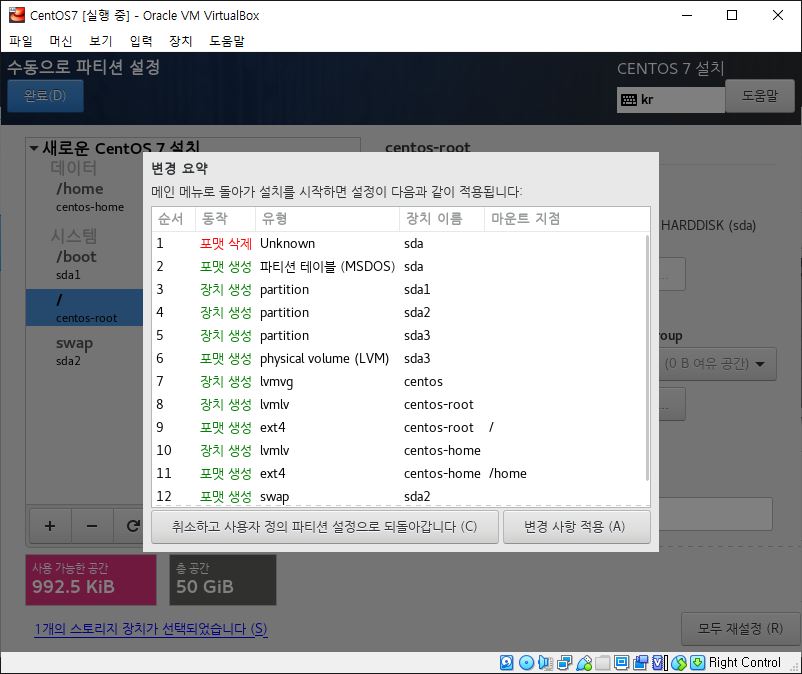 CentOS7 [실행 중] - Oracle VM VirtualBox
파일 머신 보기 입력 장치 도움말
수동으로 파티션 설정
CENTOS 7 설치
완료(D)
kr
도움말
새로운 CentOS 7 설치
centos-root
데이터
/home
centos-home
시스템
/boot
sda1
/
centos-root
swap
sda2
HARDDISK (sda)
...
oup
(0 B 여유 공간)
...
변경 요약
메인 메뉴로 돌아가 설치를 시작하면 설정이 다음과 같이 적용됩니다:
순서 동작 유형 장치 이름 마운트 지점
1 포맷 삭제 Unknown sda
2 포맷 생성 파티션 테이블 (MSDOS) sda
3 장치 생성 partition sda1
4 장치 생성 partition sda2
5 장치 생성 partition sda3
6 포맷 생성 physical volume (LVM) sda3
7 장치 생성 lvmvg centos
8 장치 생성 lvmlv centos-root
9 포맷 생성 ext4 centos-root /
10 장치 생성 lvmlv centos-home
11 포맷 생성 ext4 centos-home /home
12 포맷 생성 swap sda2
취소하고 사용자 정의 파티션 설정으로 되돌아갑니다 (C)
변경 사항 적용 (A)
+ −
사용 가능한 공간
992.5 KiB
총 공간
50 GiB
1개의 스토리지 장치가 선택되었습니다 (S)
모두 재설정 (R)
Right Control